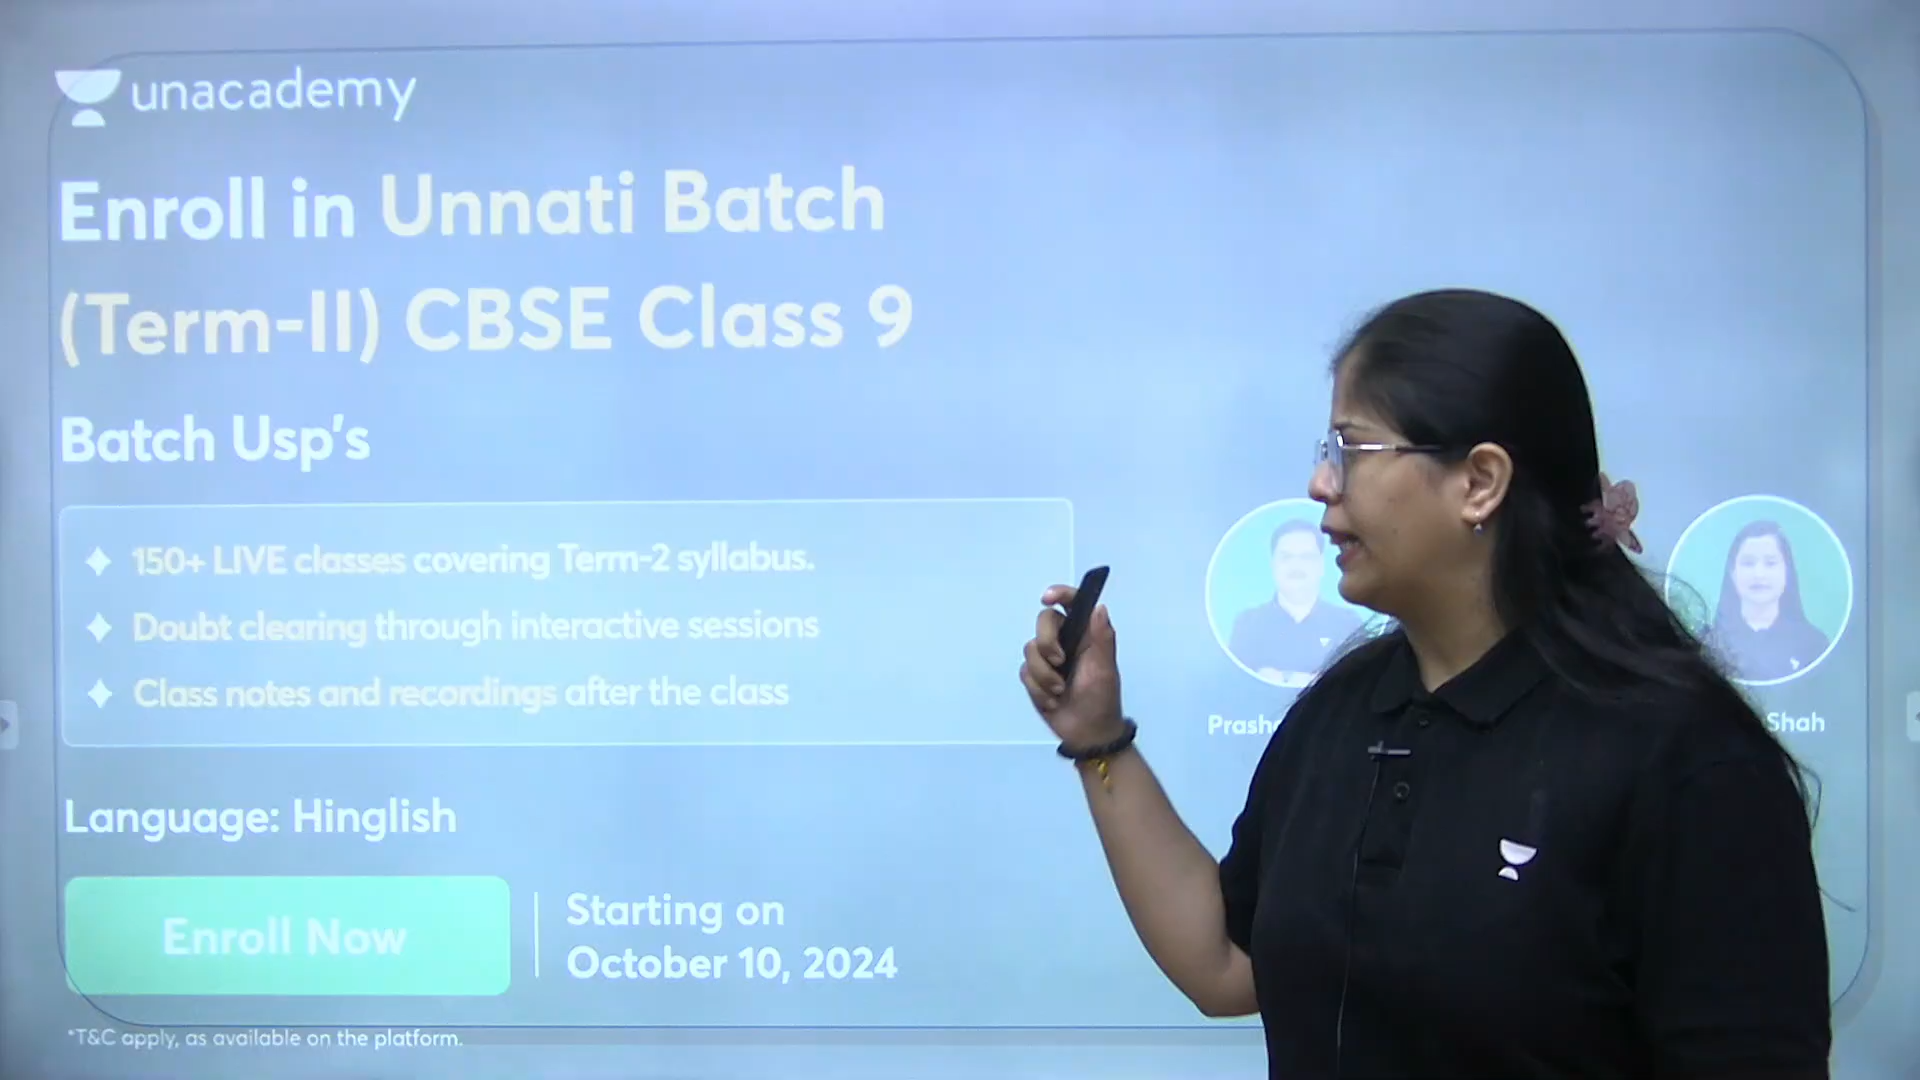 unacademy
Enroll in Unnati Batch
(Term-II) CBSE Class 9
Batch Usp's
150+ LIVE classes covering Term-2 syllabus.
Doubt clearing through interactive sessions
Class notes and recordings after the class
Shah
Language: Hinglish
Enroll Now
Starting on
October 10, 2024
*T&C apply, as available on the platform.